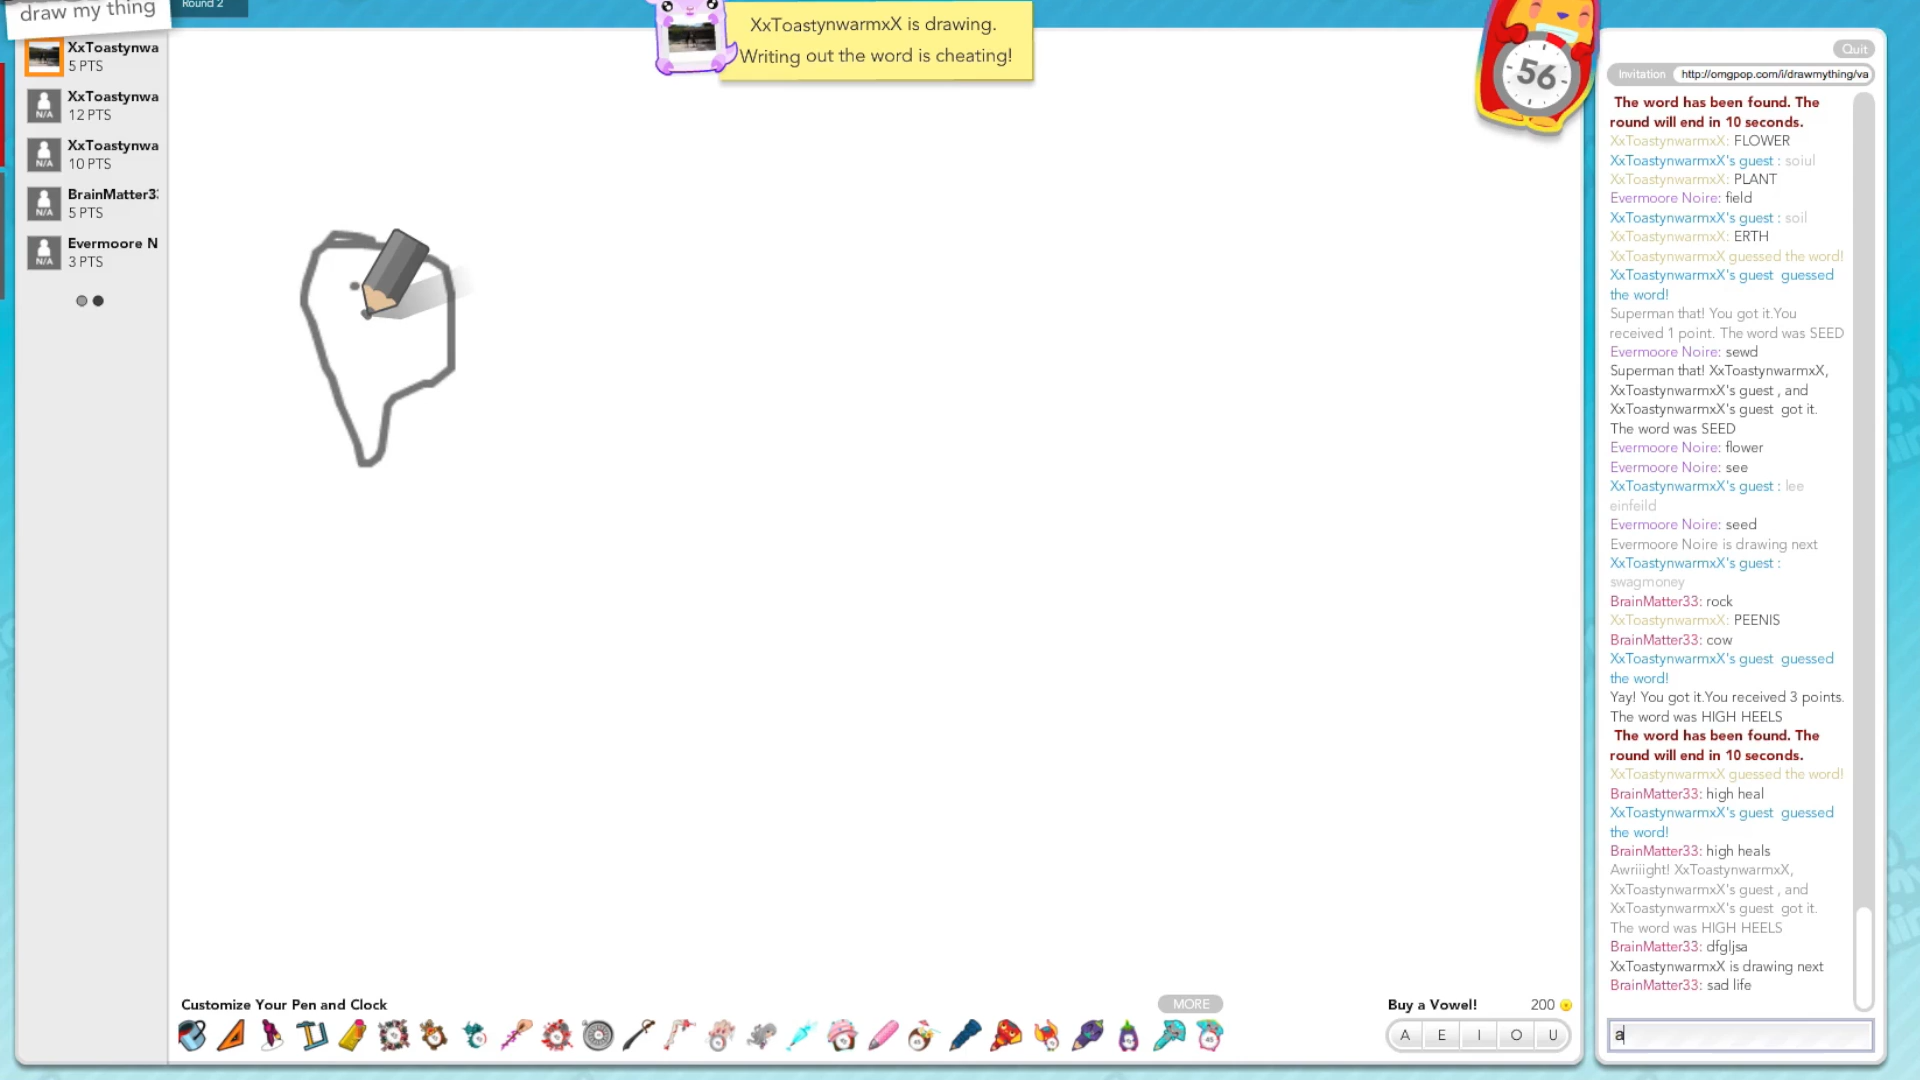 draw my thing
Round 2
XxToastynwa
5 PTS
XxToastynwa
12 PTS
XxToastynwa
10 PTS
BrainMatter3
5 PTS
Evermoore N
3 PTS
N/A
N/A
N/A
N/A
XxToastynwarmxX is drawing.
Writing out the word is cheating!
56
Quit
Invitation http://omgpop.com/i/drawmything/va
The word has been found. The
round will end in 10 seconds.
XxToastynwarmxX: FLOWER
XxToastynwarmxX's guest : soiul
XxToastynwarmxX: PLANT
Evermoore Noire: field
XxToastynwarmxX's guest : soil
XxToastynwarmxX: ERTH
XxToastynwarmxX guessed the word!
XxToastynwarmxX's guest guessed
the word!
Superman that! You got it.You
received 1 point. The word was SEED
Evermoore Noire: sewd
Superman that! XxToastynwarmxX,
XxToastynwarmxX's guest , and
XxToastynwarmxX's guest got it.
The word was SEED
Evermoore Noire: flower
Evermoore Noire: see
XxToastynwarmxX's guest : lee
einfeild
Evermoore Noire: seed
Evermoore Noire is drawing next
XxToastynwarmxX's guest :
swagmoney
BrainMatter33: rock
XxToastynwarmxX: PEENIS
BrainMatter33: cow
XxToastynwarmxX's guest guessed
the word!
Yay! You got it.You received 3 points.
The word was HIGH HEELS
The word has been found. The
round will end in 10 seconds.
XxToastynwarmxX guessed the word!
BrainMatter33: high heal
XxToastynwarmxX's guest guessed
the word!
BrainMatter33: high heals
Awriiight! XxToastynwarmxX,
XxToastynwarmxX's guest , and
XxToastynwarmxX's guest got it.
The word was HIGH HEELS
BrainMatter33: dfgljsa
XxToastynwarmxX is drawing next
BrainMatter33: sad life
a
Customize Your Pen and Clock
MORE
Buy a Vowel! 200
A E I O U